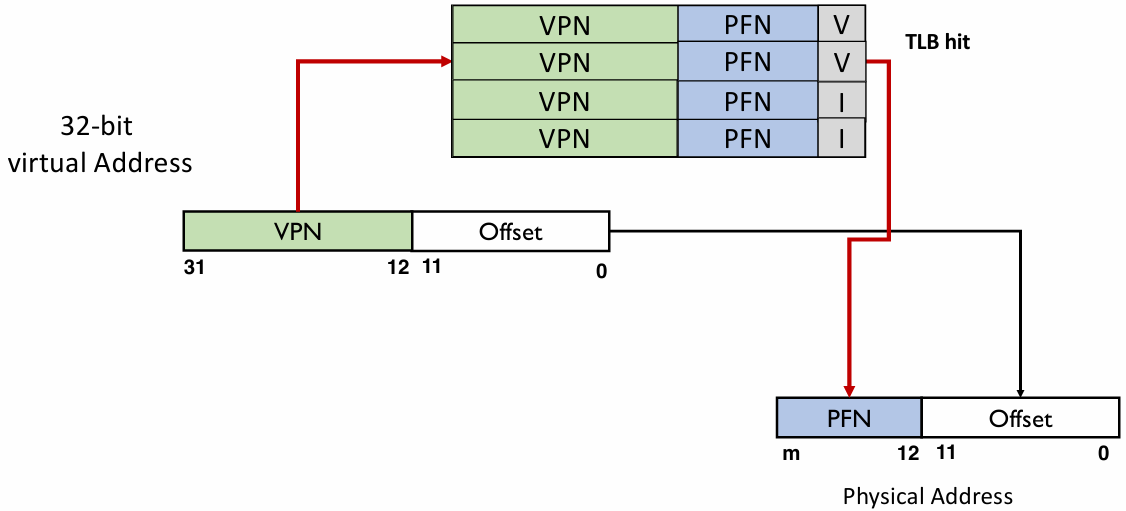 VPN PFN V
TLB hit
VPN PFN V
VPN PFN I
VPN PFN I
32-bit
virtual Address
VPN Offset
31 12 11 0
PFN Offset
m 12 11 0
Physical Address